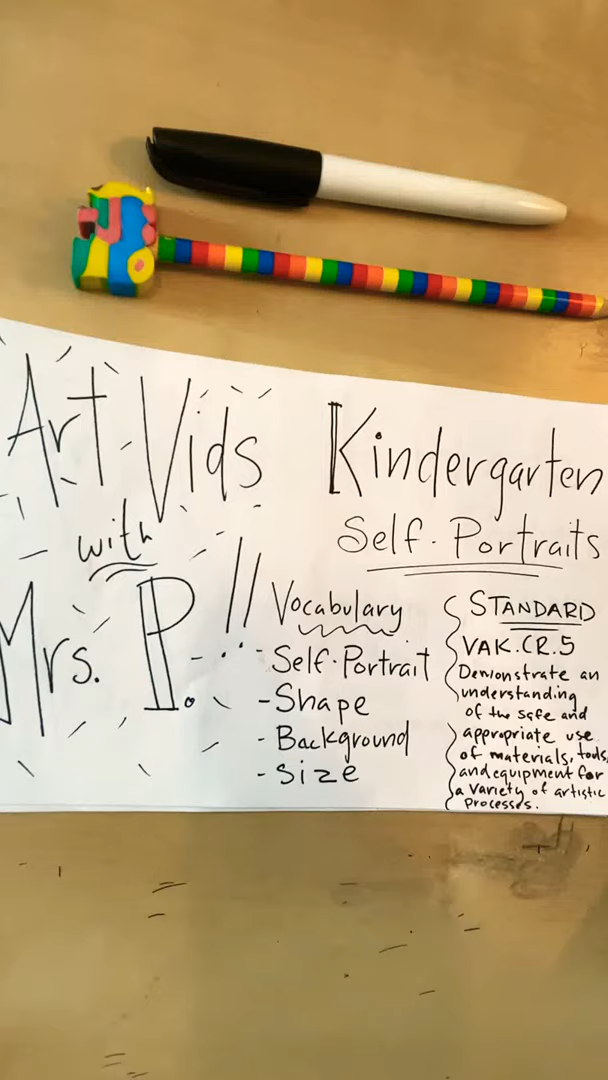 Art Vids
with
Mrs. P. !!
Kindergarten
Self-Portraits
Vocabulary
- Self-Portrait
- Shape
- Background
- Size
STANDARD
VAK.CR.5
Demonstrate an
understanding
of the safe and
appropriate use
of materials, tools,
and equipment for
a variety of artistic
processes.